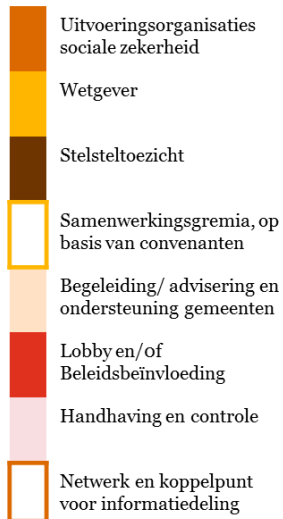 Uitvoeringsorganisaties
sociale zekerheid
Wetgever
Stelsteltoezicht
Samenwerkingsgremia, op
basis van convenanten
Begeleiding/ advisering en
ondersteuning gemeenten
Lobby en/of
Beleidsbeïnvloeding
Handhaving en controle
Netwerk en koppelpunt
voor informatiedeling